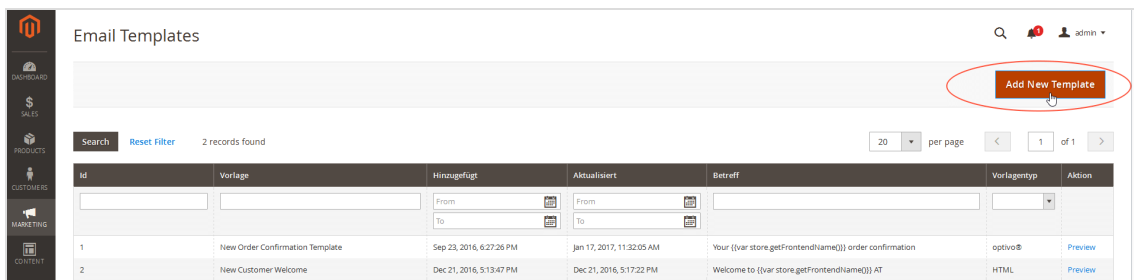 Email Templates
1
admin
DASHBOARD
Add New Template
$
SALES
Search Reset Filter 2 records found 20 per page < 1 of 1 >
PRODUCTS
Id Vorlage Hinzugefügt Aktualisiert Betreff Vorlagentyp Aktion
CUSTOMERS
From From
To To
MARKETING
1 New Order Confirmation Template Sep 23, 2016, 6:27:26 PM Jan 17, 2017, 11:32:05 AM Your {{var store.getFrontendName()}} order confirmation optivo® Preview
CONTENT
2 New Customer Welcome Dec 21, 2016, 5:13:47 PM Dec 21, 2016, 5:17:22 PM Welcome to {{var store.getFrontendName()}} AT HTML Preview